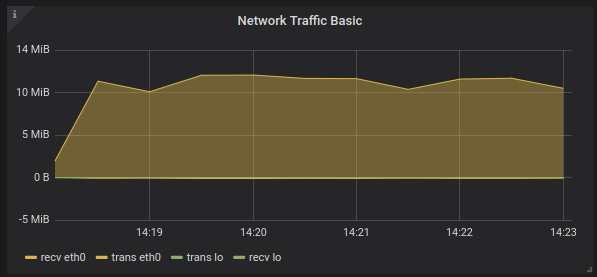 i
Network Traffic Basic
14 MiB
10 MiB
5 MiB
0 B
-5 MiB
14:19 14:20 14:21 14:22 14:23
recv eth0 trans eth0 trans lo recv lo